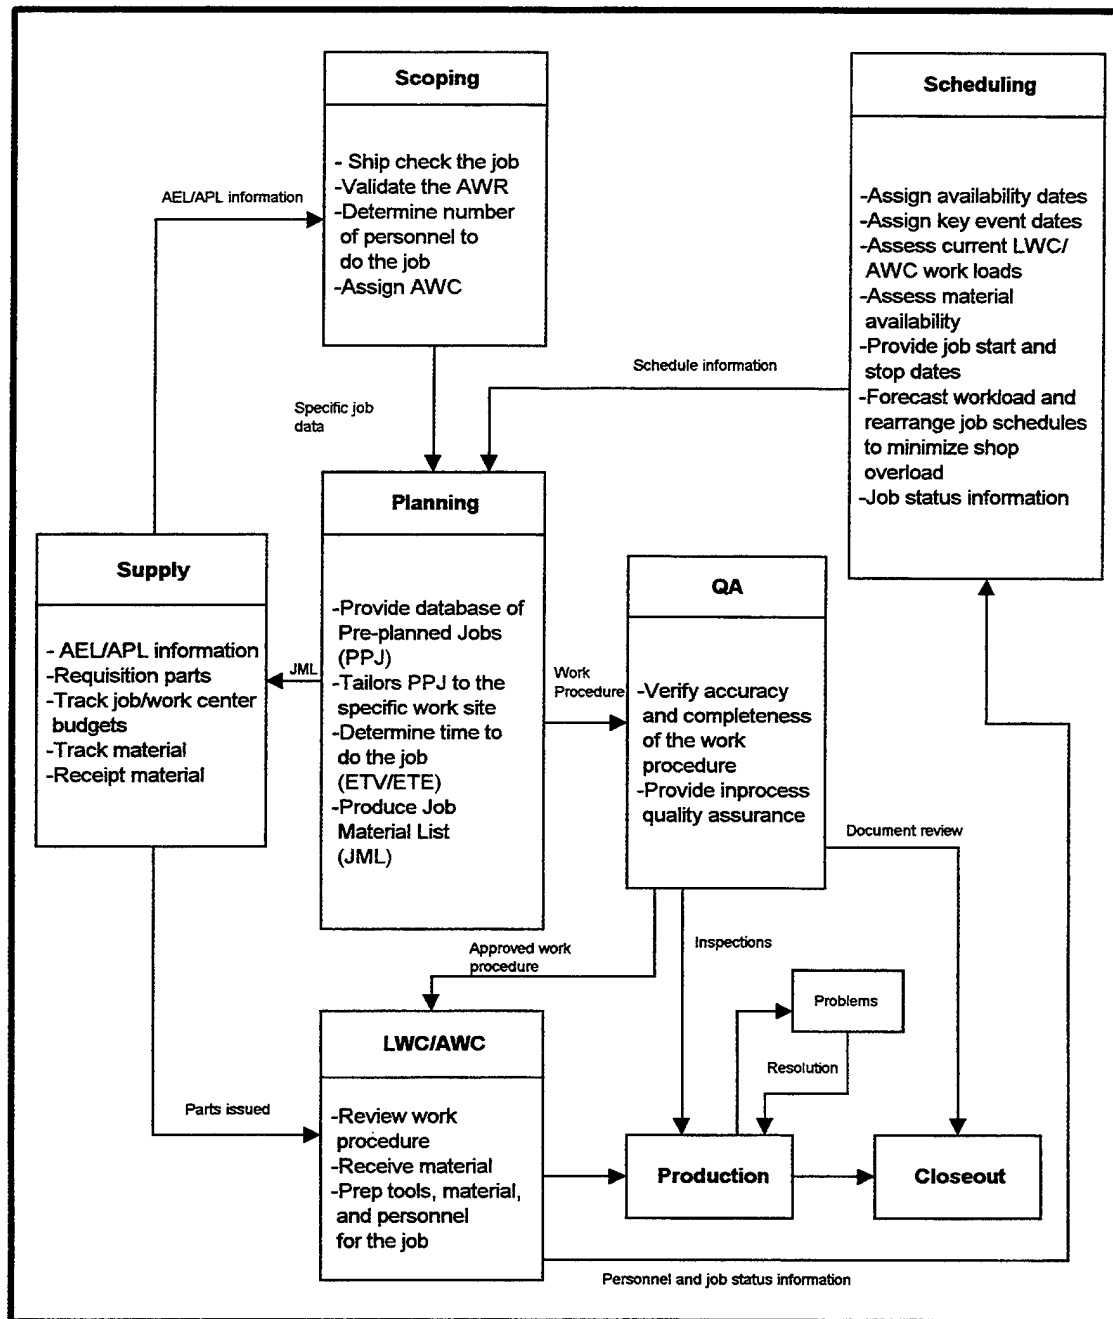 Scoping
- Ship check the job
-Validate the AWR
-Determine number
of personnel to
do the job
-Assign AWC
Scheduling
-Assign availability dates
-Assign key event dates
-Assess current LWC/
AWC work loads
-Assess material
availability
-Provide job start and
stop dates
-Forecast workload and
rearrange job schedules
to minimize shop
overload
-Job status information
AEL/APL information
Schedule information
Specific job
data
Planning
-Provide database of
Pre-planned Jobs
(PPJ)
-Tailors PPJ to the
specific work site
-Determine time to
do the job
(ETV/ETE)
-Produce Job
Material List
(JML)
Supply
- AEL/APL information
-Requisition parts
-Track job/work center
budgets
-Track material
-Receipt material
JML
Work
Procedure
QA
-Verify accuracy
and completeness
of the work
procedure
-Provide inprocess
quality assurance
Document review
Approved work
procedure
Inspections
Problems
Resolution
LWC/AWC
-Review work
procedure
-Receive material
-Prep tools, material,
and personnel
for the job
Parts issued
Production
Closeout
Personnel and job status information